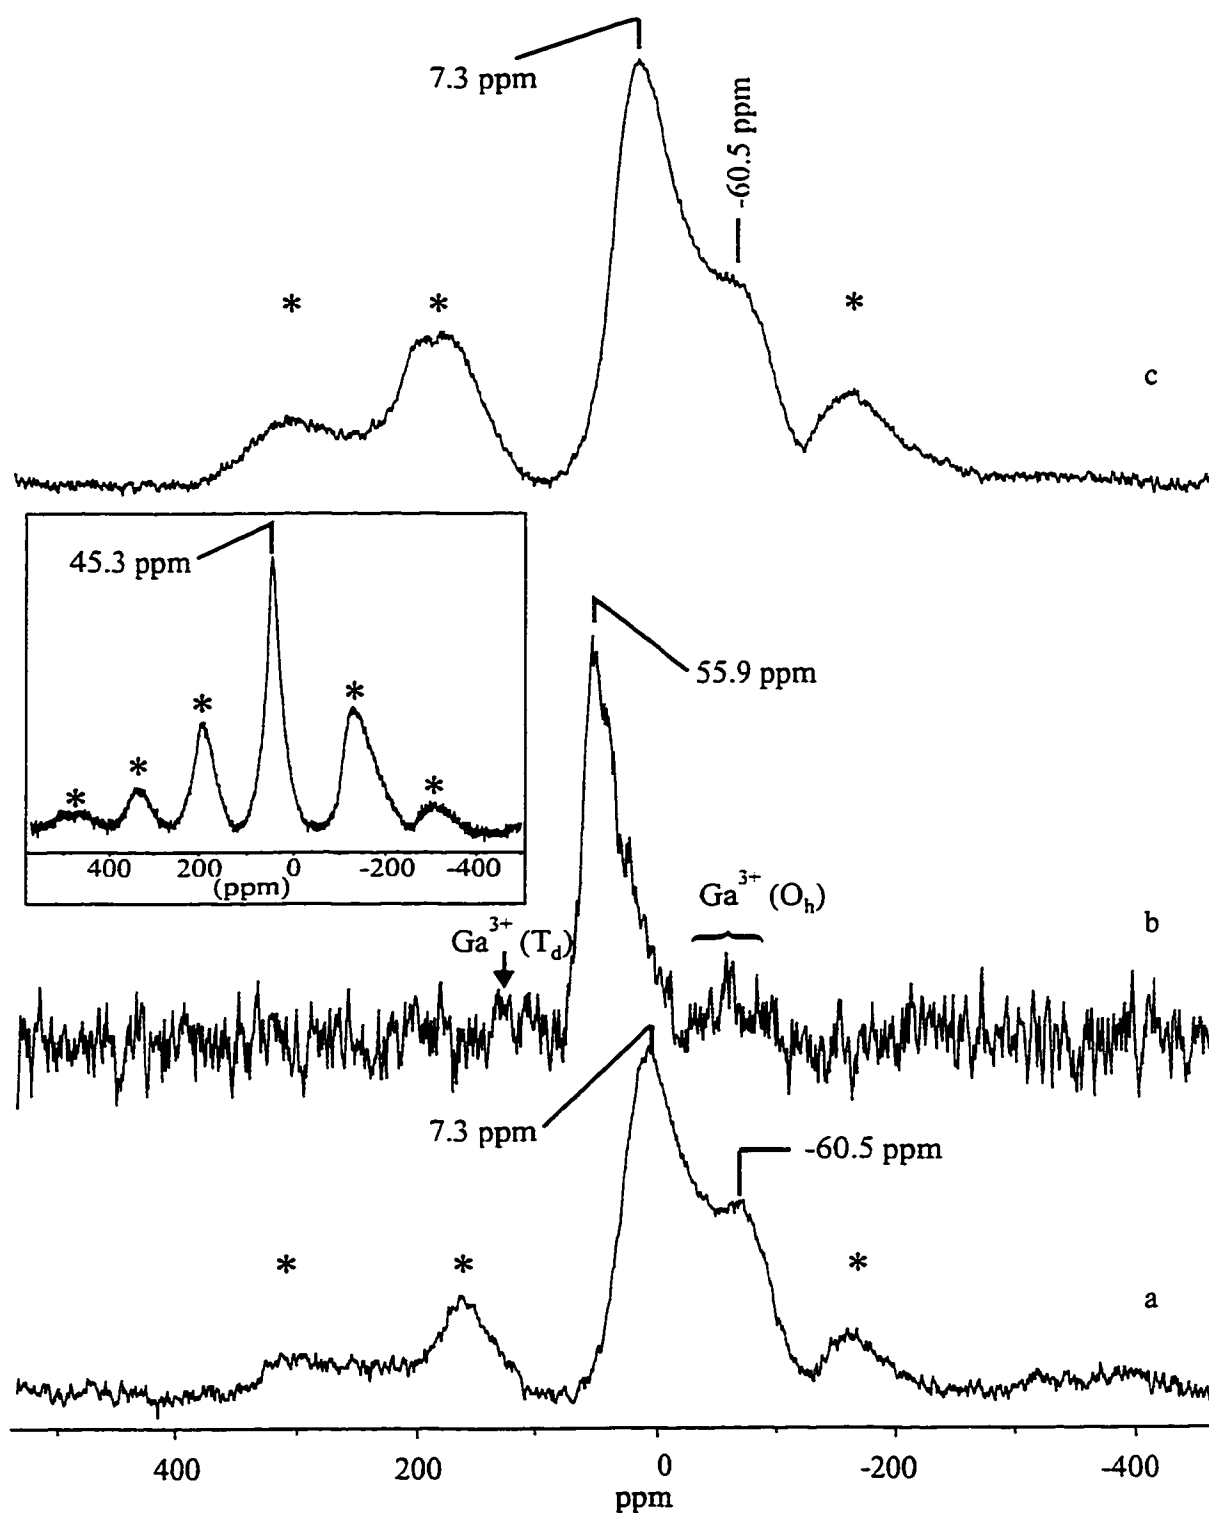 7.3 ppm
-60.5 ppm
* * *
c
45.3 ppm
* * * * * *
400 200 0 -200 -400
(ppm)
55.9 ppm
Ga³⁺ (Td)
Ga³⁺ (Oh)
b
7.3 ppm
-60.5 ppm
* * *
a
400 200 0 -200 -400
ppm